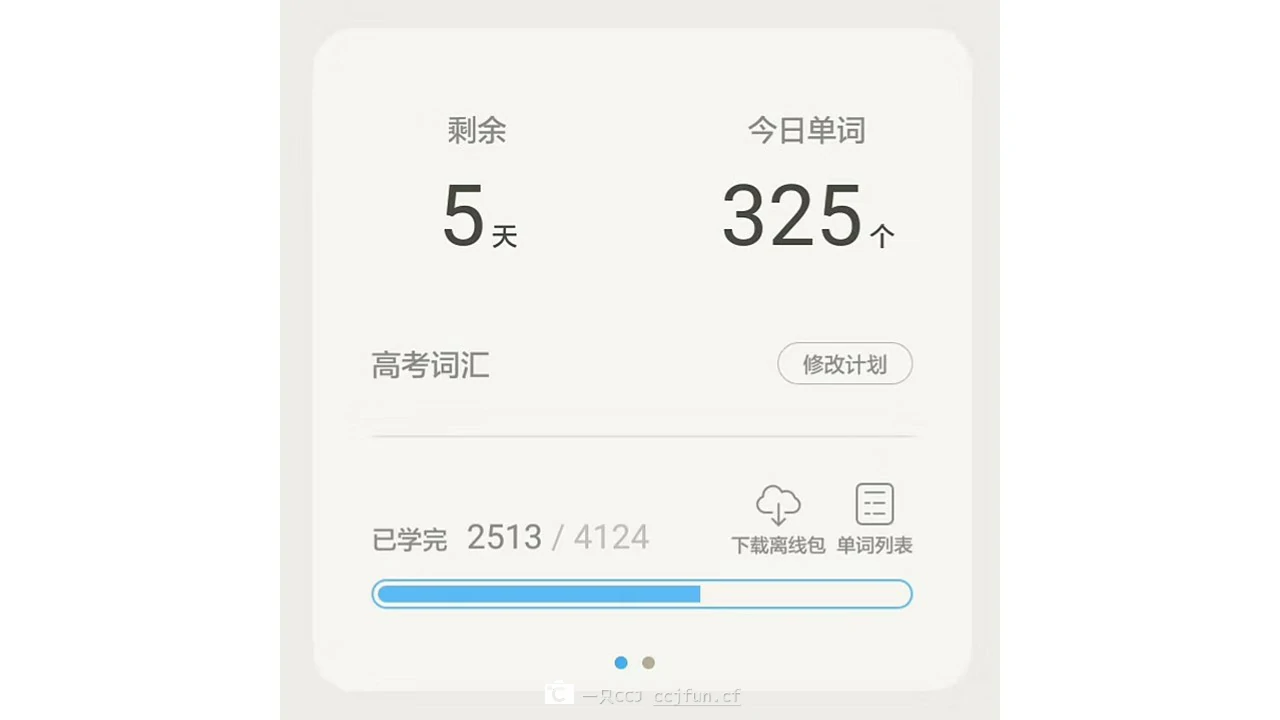 剩余
今日单词
5天
325个
高考词汇
修改计划
已学完 2513 / 4124
下载离线包
单词列表
一只CCJ ccjfun.cf